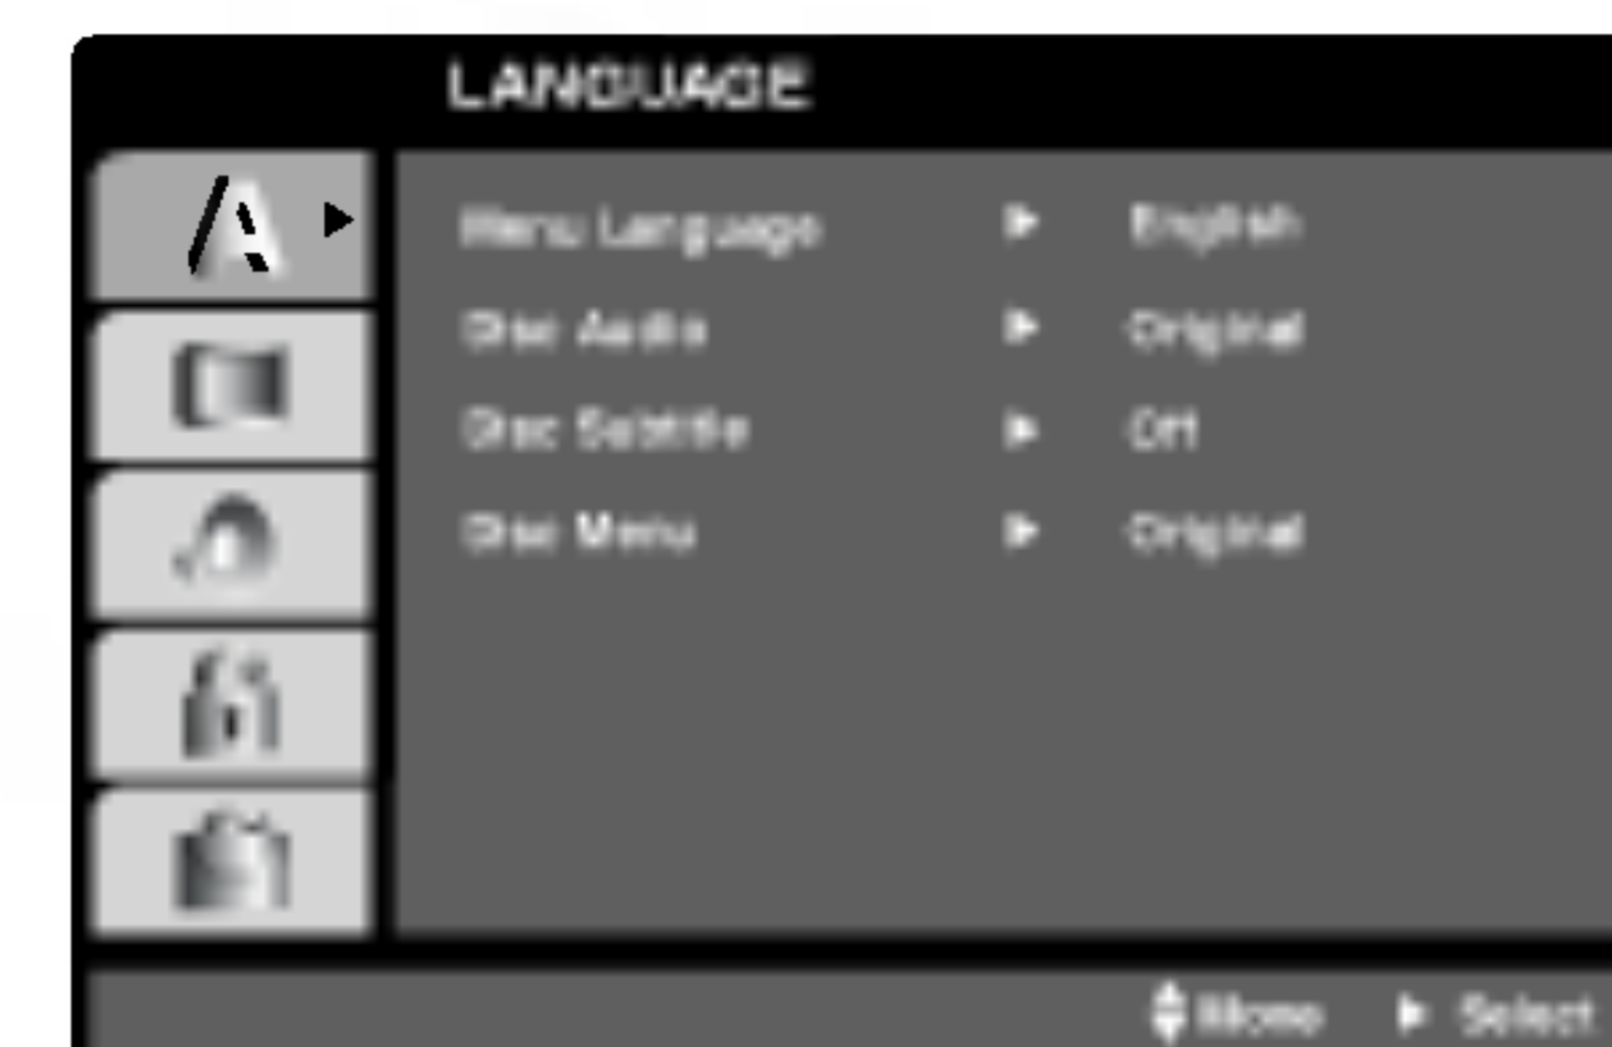 LANGUAGE
Menu Language ► English
Disc Audio ► Original
Disc Subtitle ► Off
Disc Menu ► Original
Move ► Select